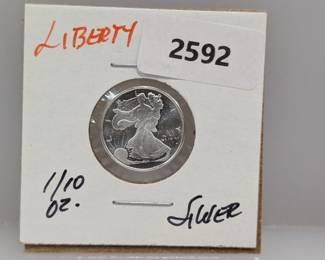 LIBERTY
2592
1/10
OZ.
SILVER